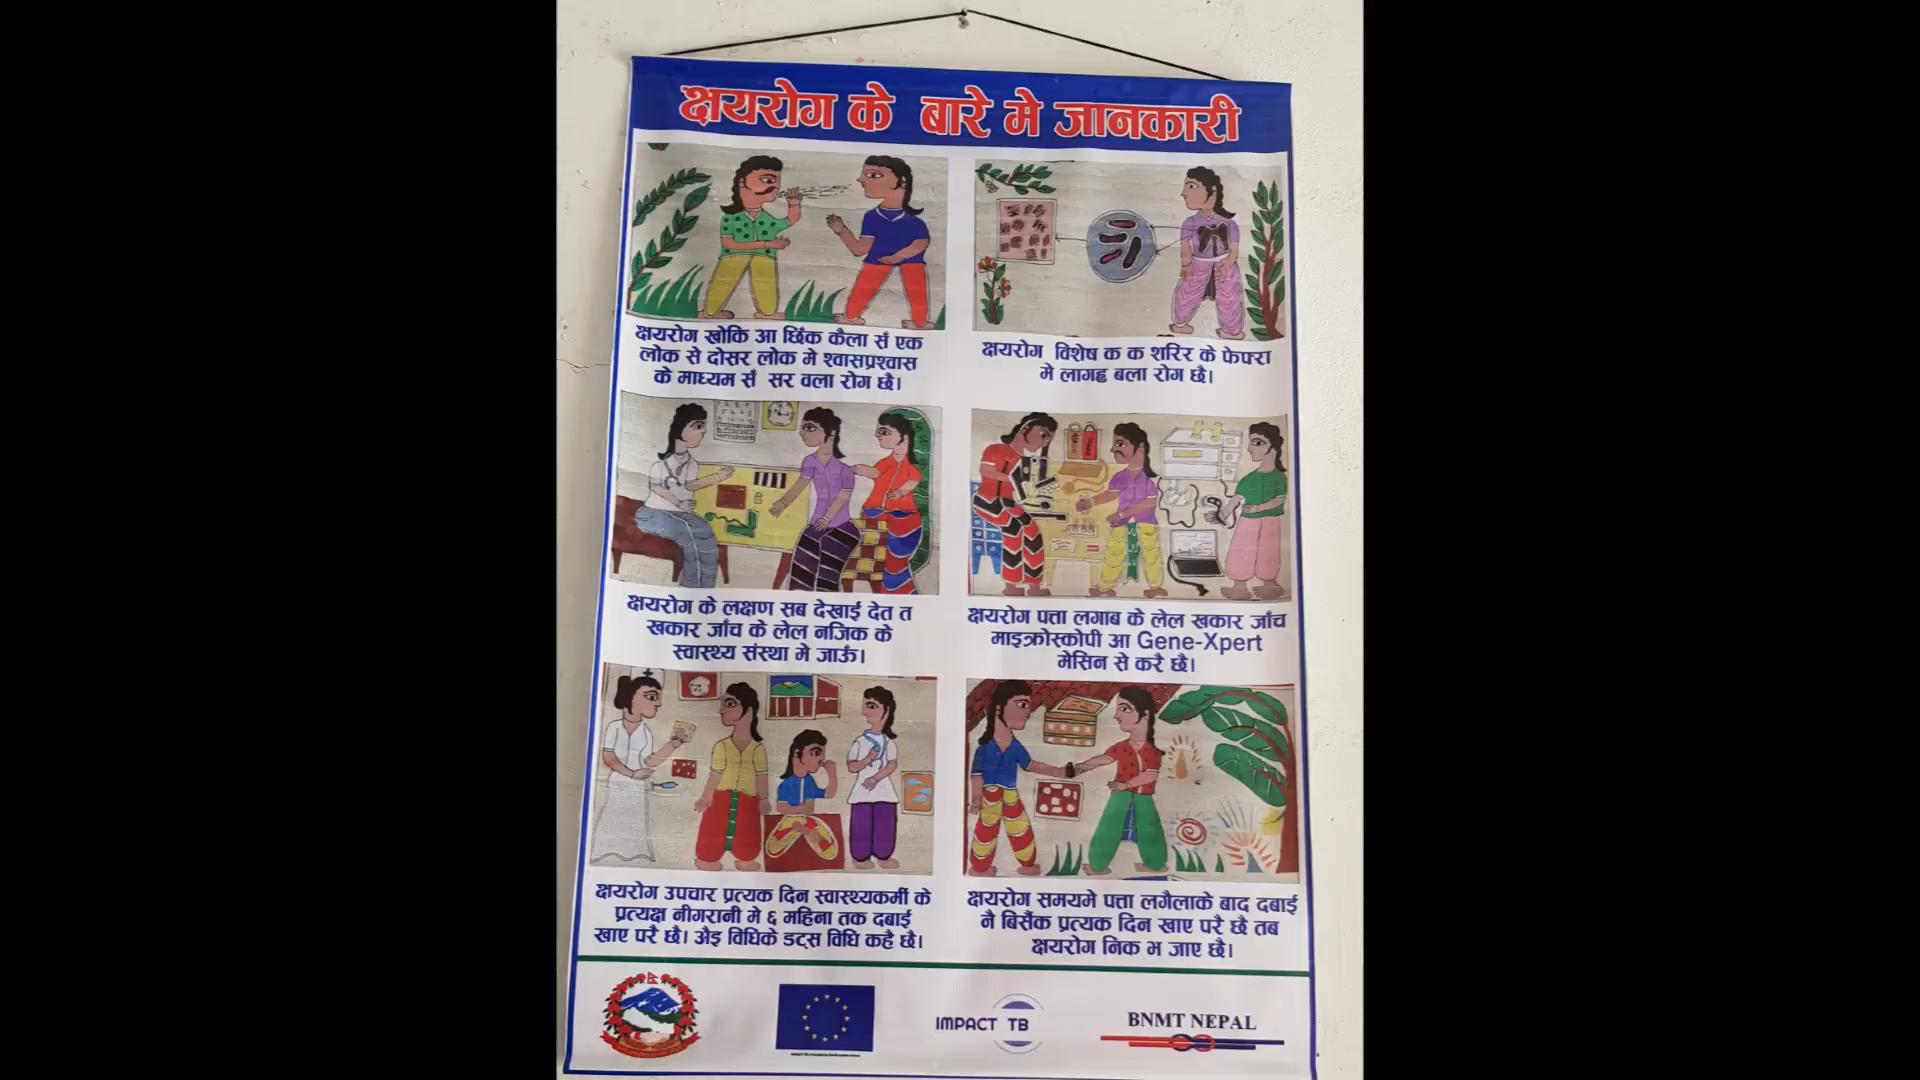 क्षयरोग के बारे मे जानकारी
क्षयरोग खोकि आ छिंक कैला सँ एक
लोक से दोसर लोक मे श्वासप्रश्वास
के माध्यम सँ सर वला रोग छै।
क्षयरोग विशेष क क शरिर के फेफ्रा
मे लागह्व बला रोग छै।
क्षयरोग के लक्षण सब देखाई देत त
खकार जाँच के लेल नजिक के
स्वास्थ्य संस्था मे जाऊँ।
क्षयरोग पत्ता लगाब के लेल खकार जाँच
माइक्रोस्कोपी आ Gene-Xpert
मेसिन से करै छै।
क्षयरोग उपचार प्रत्यक दिन स्वास्थ्यकर्मी के
प्रत्यक्ष नीगरानी मे ६ महिना तक दबाई
खाए परै छै। अैइ विधिके डट्स विधि कहै छै।
क्षयरोग समयमे पत्ता लगैलाके बाद दबाई
नै बिर्सैक प्रत्यक दिन खाए परै छै तब
क्षयरोग निक भ जाए छै।
IMPACT TB
BNMT NEPAL